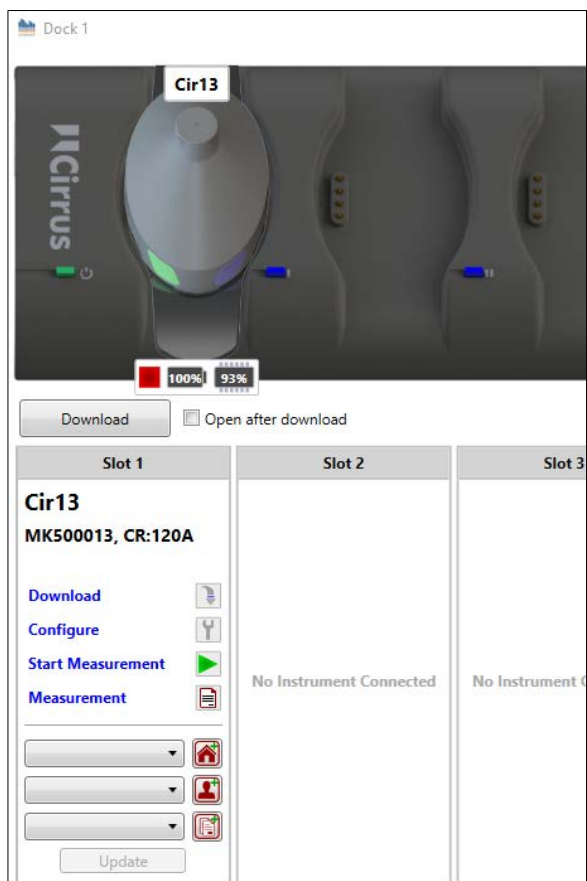 Dock 1
Cir13
Cirrus
100% 93%
Download Open after download
Slot 1 Slot 2 Slot 3
Cir13
MK500013, CR:120A
Download
Configure
Start Measurement
Measurement
No Instrument Connected
No Instrument
Update